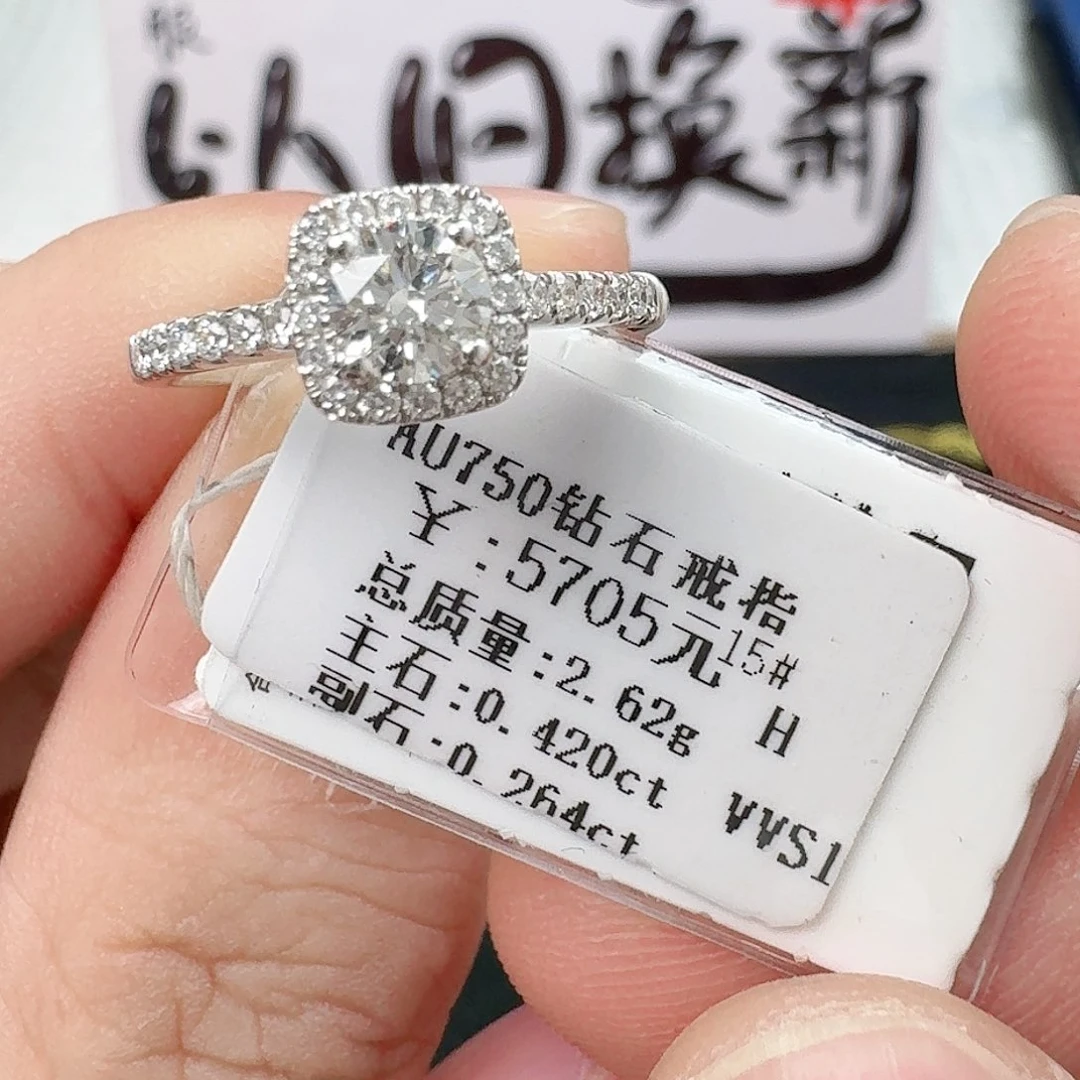 以旧换新
AU750钻石戒指
¥:5705元 15#
总质量:2.62g H
主石:0.420ct VVS1
副石:0.264ct